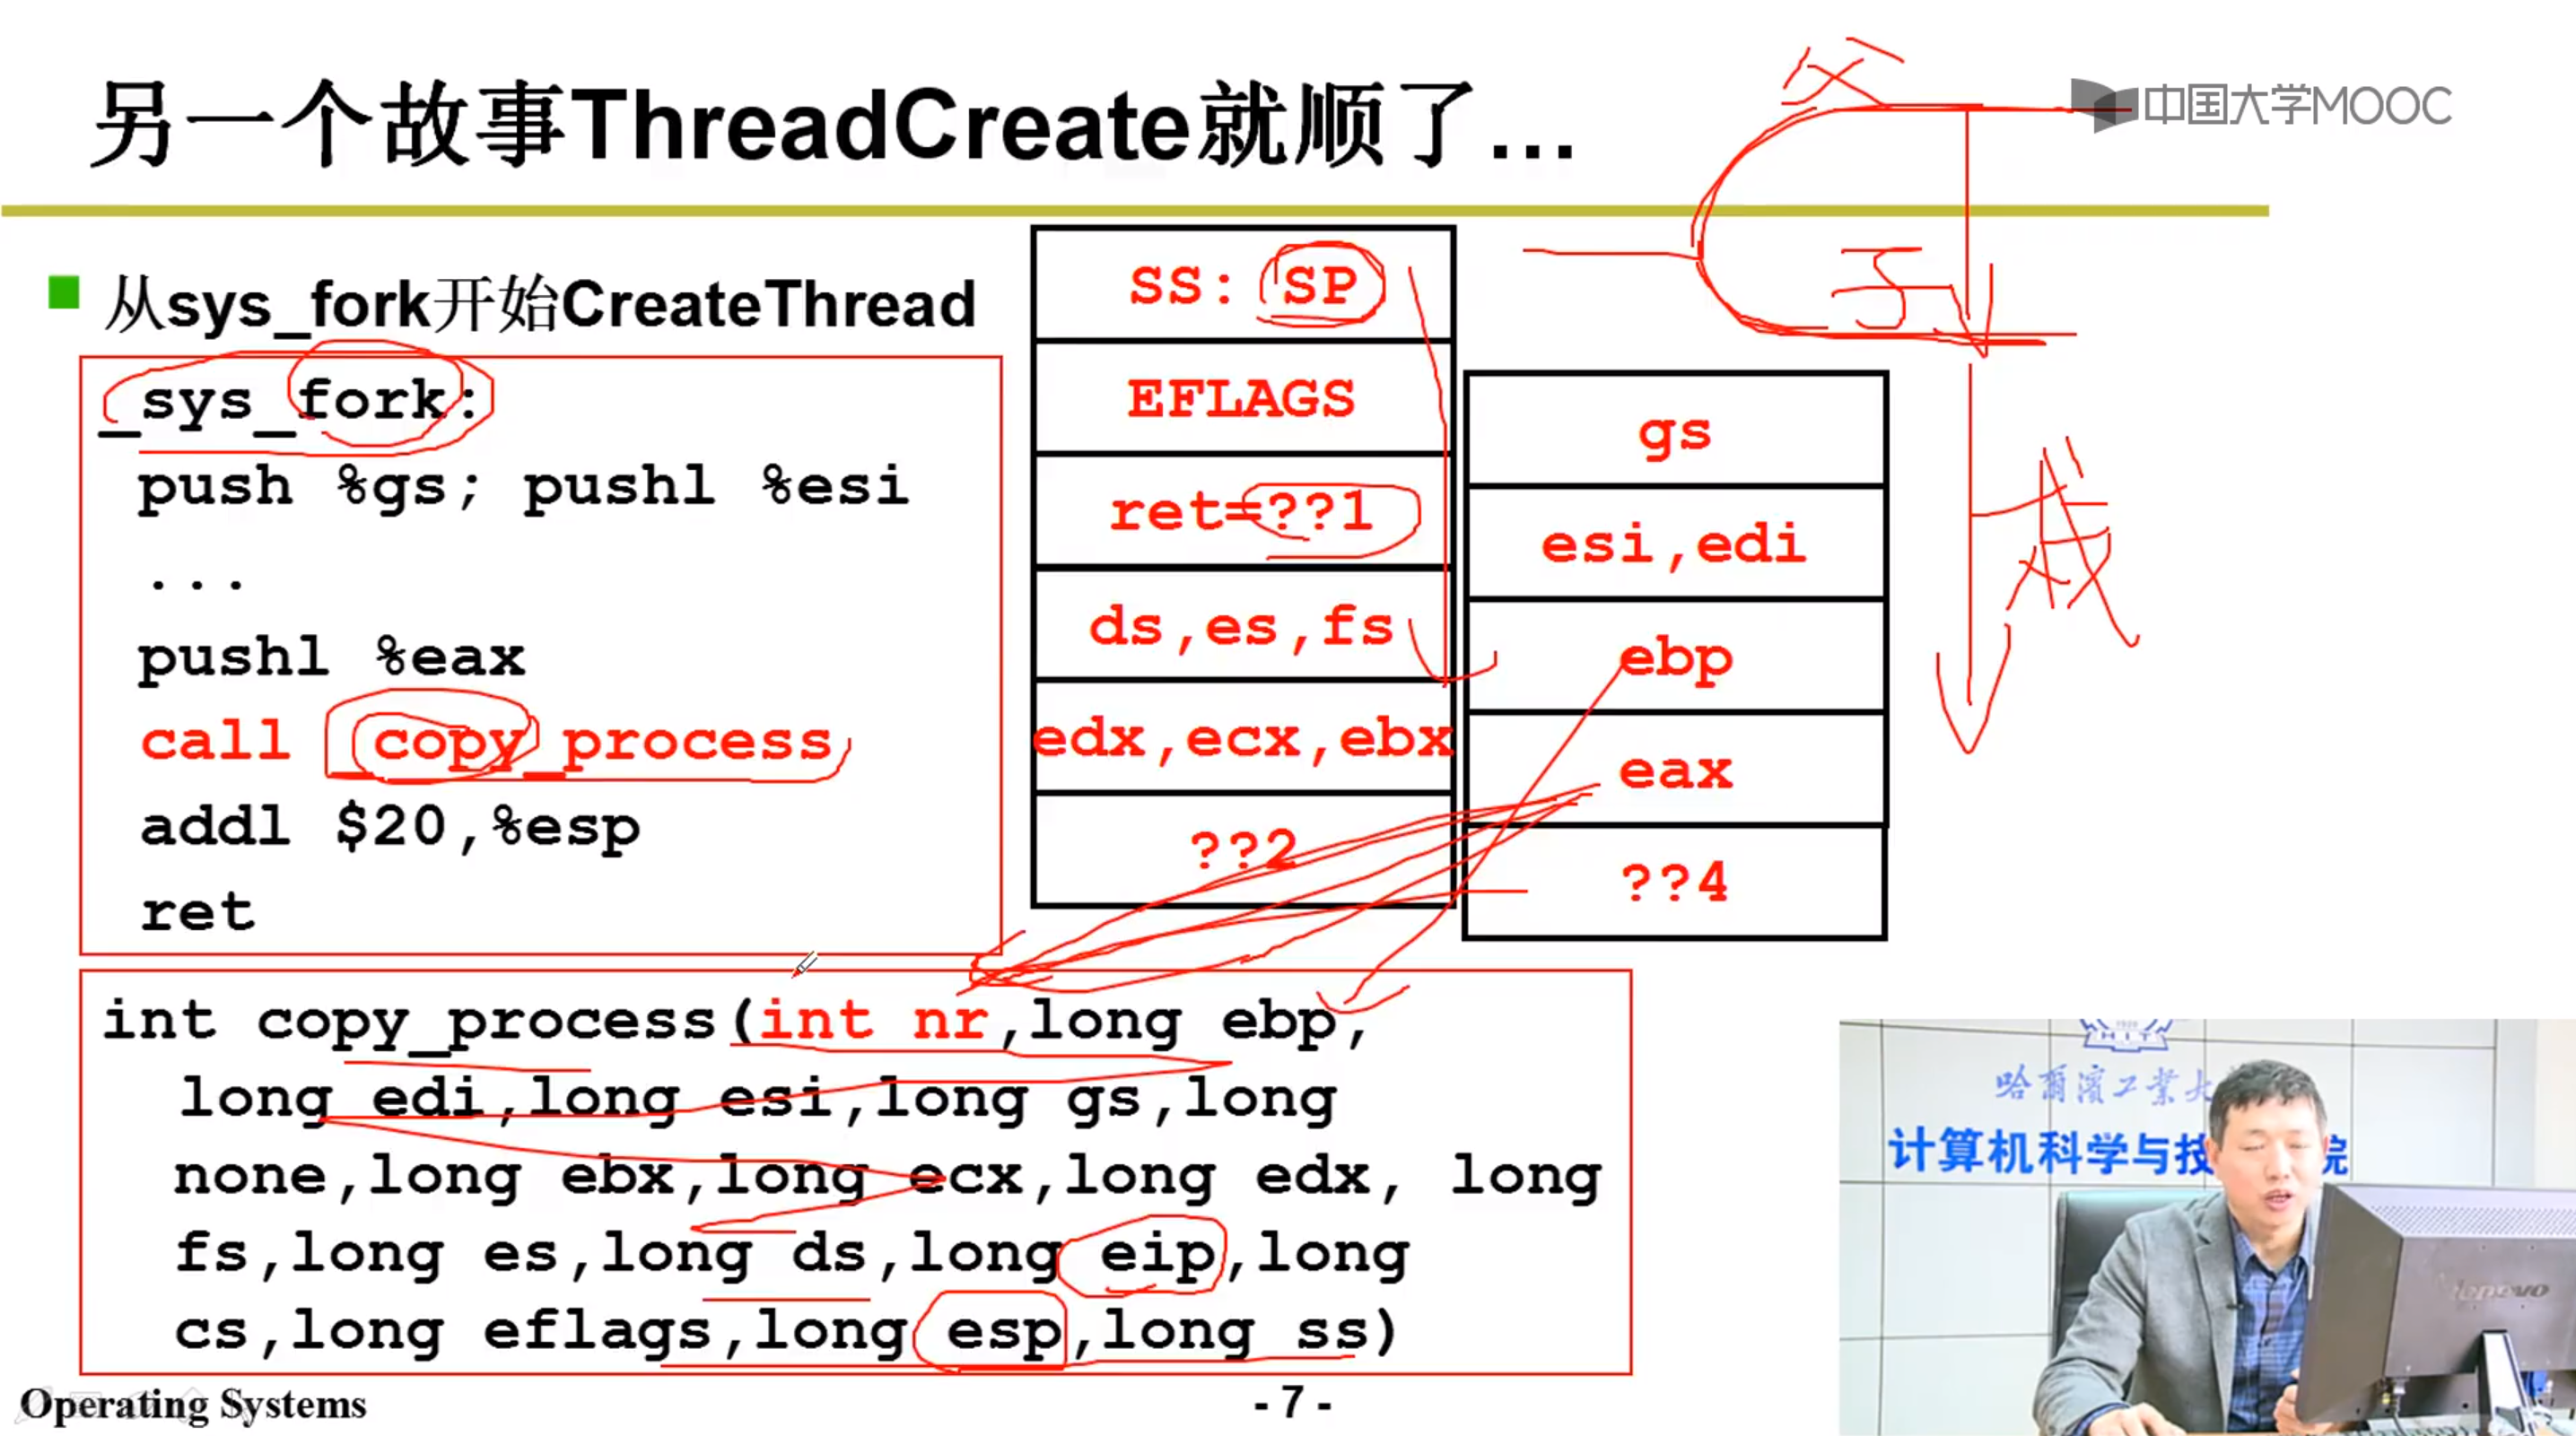 另一个故事ThreadCreate就顺了...
中国大学MOOC
父
子
栈
从sys_fork开始CreateThread
_sys_fork:
push %gs; pushl %esi
...
pushl %eax
call _copy_process
addl $20,%esp
ret
SS: SP
EFLAGS
ret=??1
ds,es,fs
edx,ecx,ebx
??2
gs
esi,edi
ebp
eax
??4
int copy_process(int nr,long ebp,
long edi,long esi,long gs,long
none,long ebx,long ecx,long edx, long
fs,long es,long ds,long eip,long
cs,long eflags,long esp,long ss)
HIT
哈爾濱工業大
计算机科学与技
院
lenovo
Operating Systems
- 7 -